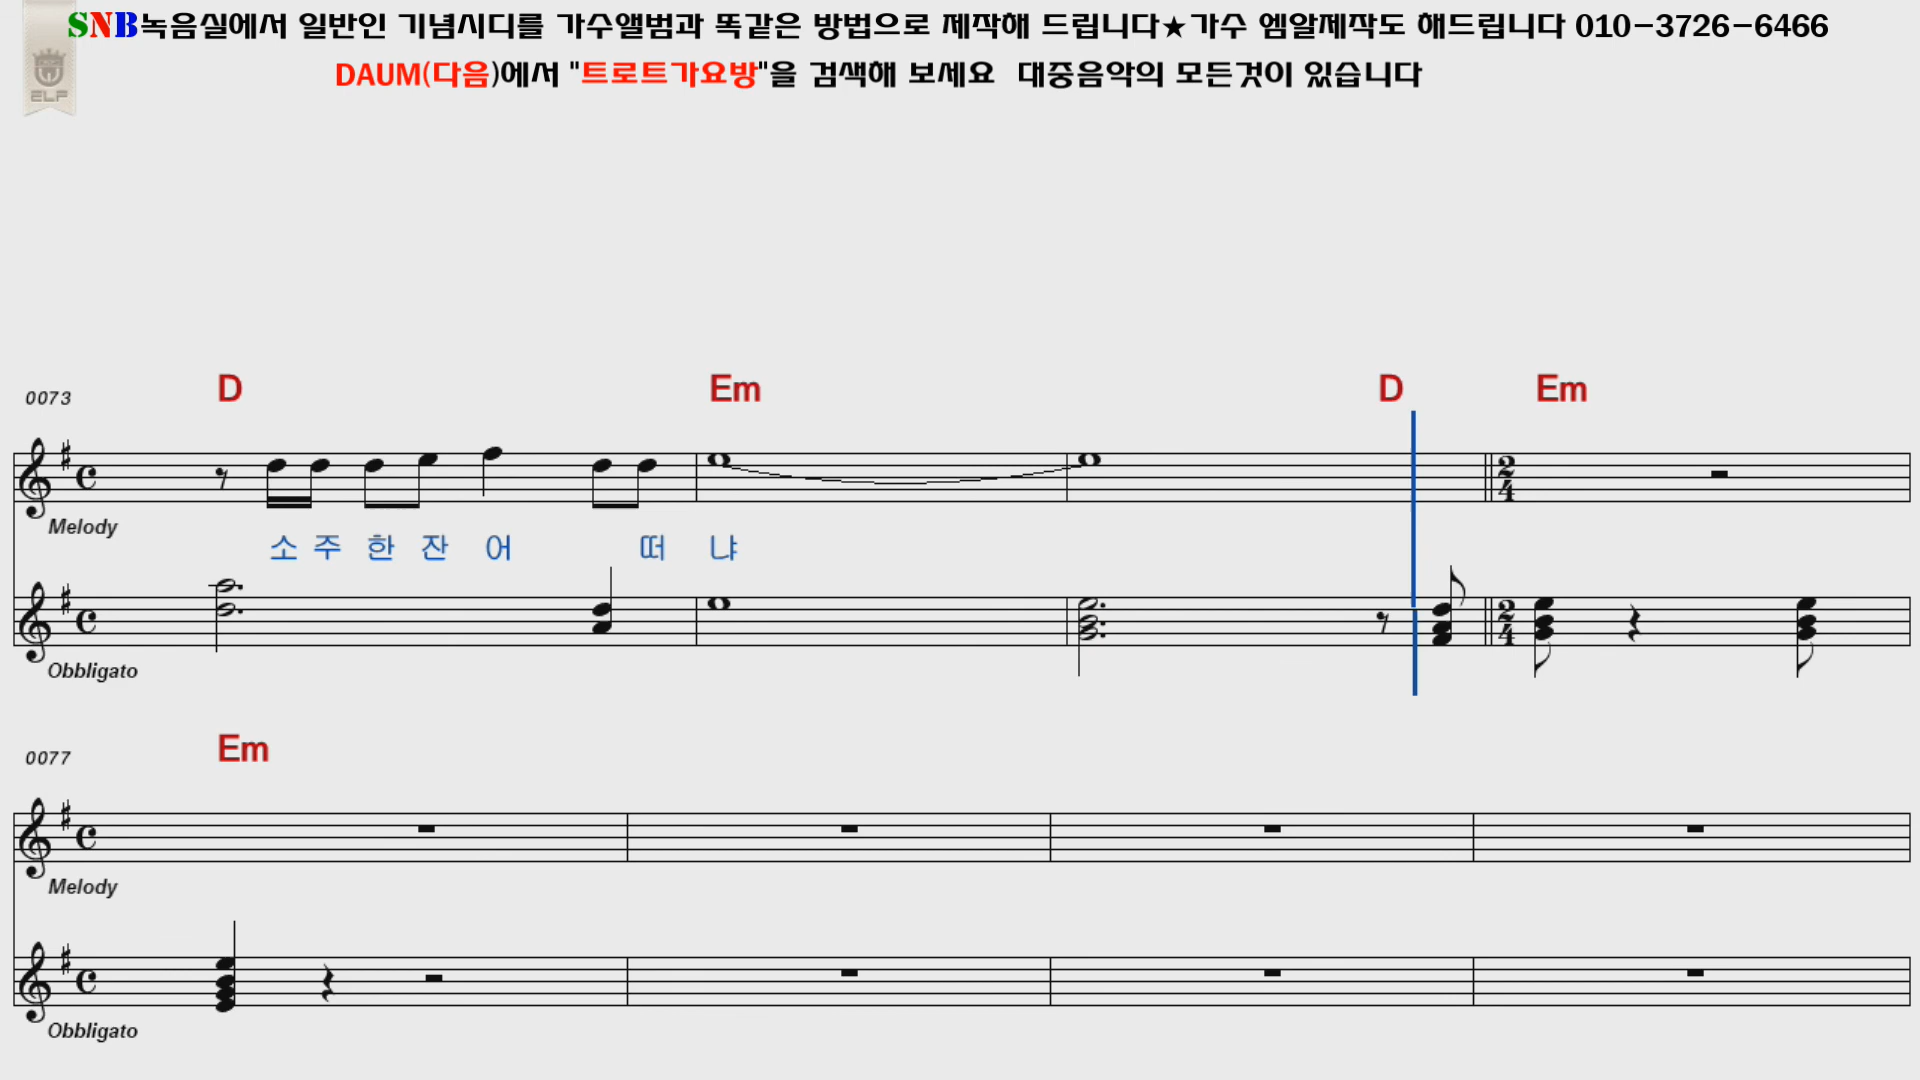 SNB녹음실에서 일반인 기념시디를 가수앨범과 똑같은 방법으로 제작해 드립니다★가수 엠알제작도 해드립니다 010-3726-6466
ELF
DAUM(다음)에서 "트로트가요방"을 검색해 보세요 대중음악의 모든것이 있습니다
0073 D Em D Em
Melody
소 주 한 잔 어 떠 냐
Obbligato
0077 Em
Melody
Obbligato